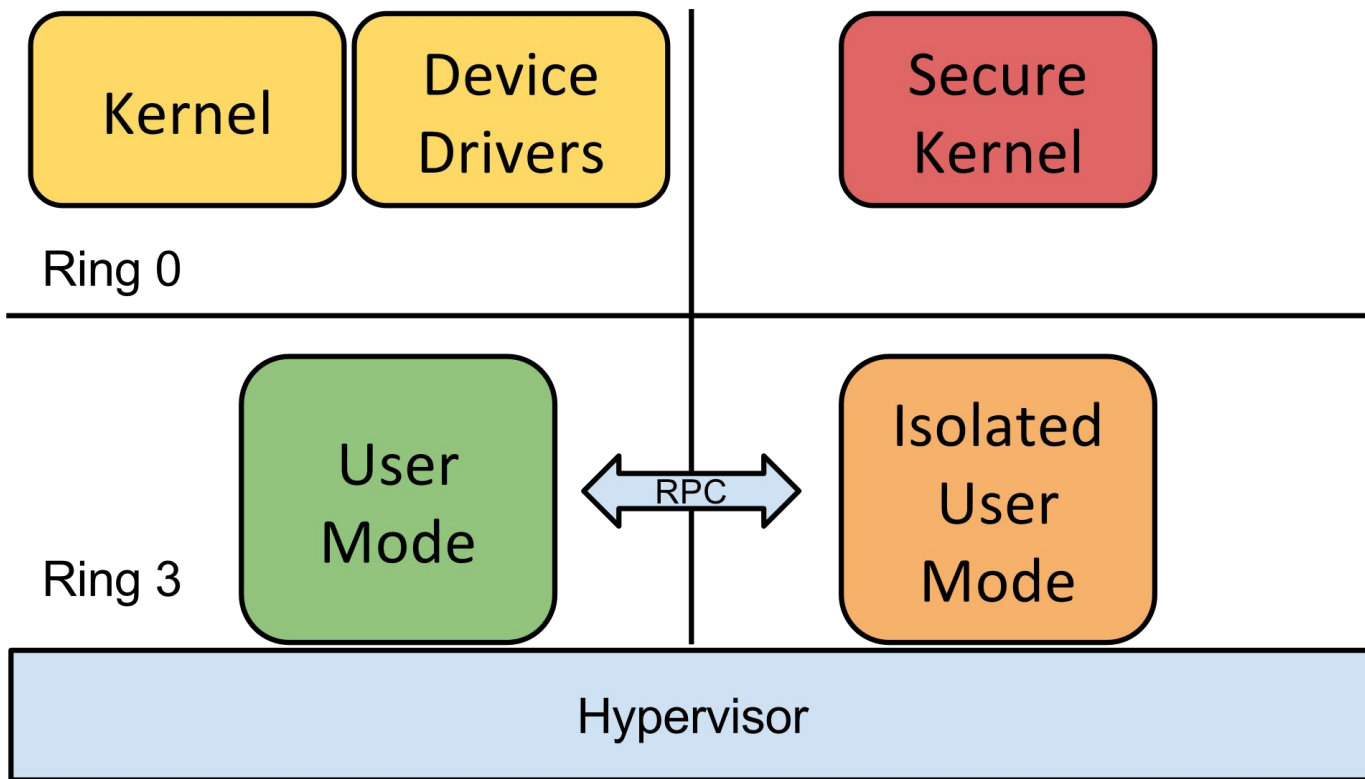 Kernel
Device
Drivers
Secure
Kernel
Ring 0
User
Mode
RPC
Isolated
User
Mode
Ring 3
Hypervisor